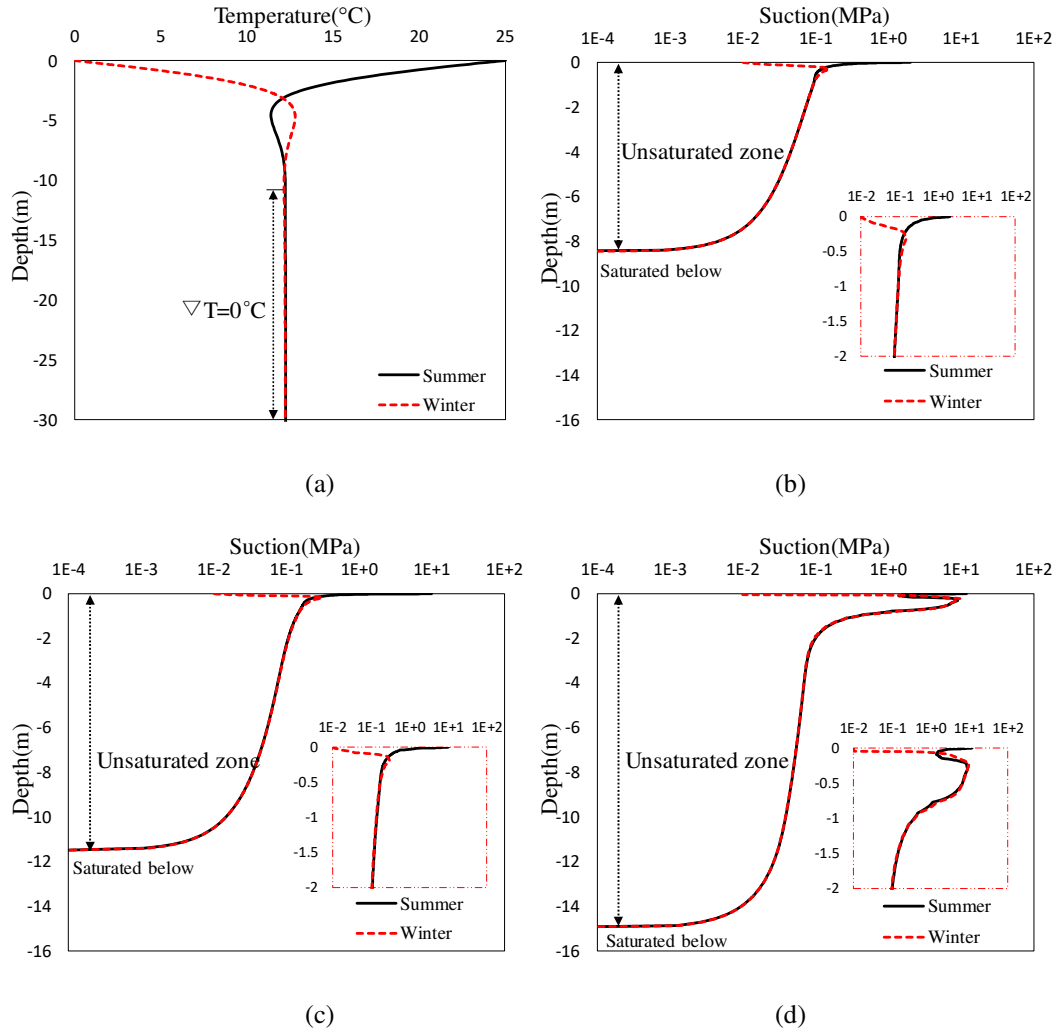 Temperature(°C)
0 5 10 15 20 25
0
-5
-10
-15
-20
-25
-30
Depth(m)
▽T=0°C
Summer
Winter
(a)
Suction(MPa)
1E-4 1E-3 1E-2 1E-1 1E+0 1E+1 1E+2
0
-2
-4
-6
-8
-10
-12
-14
-16
Depth(m)
Unsaturated zone
Saturated below
1E-2 1E-1 1E+0 1E+1 1E+2
0
-0.5
-1
-1.5
-2
Summer
Winter
(b)
Suction(MPa)
1E-4 1E-3 1E-2 1E-1 1E+0 1E+1 1E+2
0
-2
-4
-6
-8
-10
-12
-14
-16
Depth(m)
Unsaturated zone
Saturated below
1E-2 1E-1 1E+0 1E+1 1E+2
0
-0.5
-1
-1.5
-2
Summer
Winter
(c)
Suction(MPa)
1E-4 1E-3 1E-2 1E-1 1E+0 1E+1 1E+2
0
-2
-4
-6
-8
-10
-12
-14
-16
Depth(m)
Unsaturated zone
Saturated below
1E-2 1E-1 1E+0 1E+1 1E+2
0
-0.5
-1
-1.5
-2
Summer
Winter
(d)